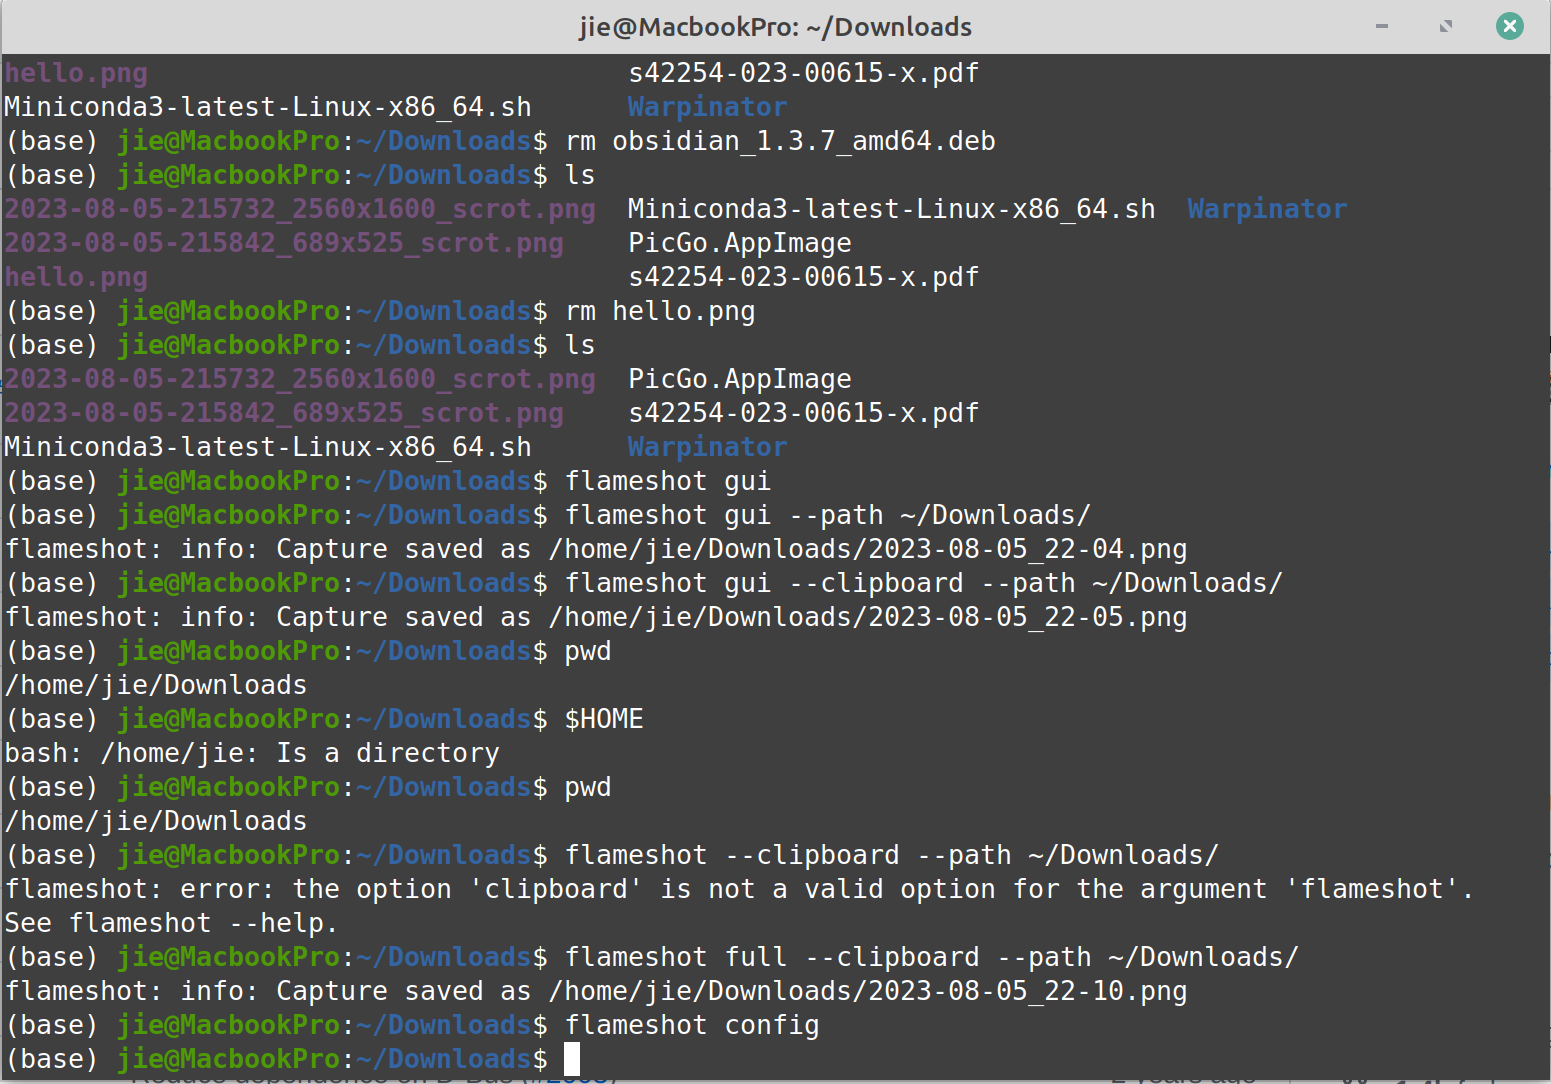 jie@MacbookPro: ~/Downloads
hello.png s42254-023-00615-x.pdf
Miniconda3-latest-Linux-x86_64.sh Warpinator
(base) jie@MacbookPro:~/Downloads$ rm obsidian_1.3.7_amd64.deb
(base) jie@MacbookPro:~/Downloads$ ls
2023-08-05-215732_2560x1600_scrot.png Miniconda3-latest-Linux-x86_64.sh Warpinator
2023-08-05-215842_689x525_scrot.png PicGo.AppImage
hello.png s42254-023-00615-x.pdf
(base) jie@MacbookPro:~/Downloads$ rm hello.png
(base) jie@MacbookPro:~/Downloads$ ls
2023-08-05-215732_2560x1600_scrot.png PicGo.AppImage
2023-08-05-215842_689x525_scrot.png s42254-023-00615-x.pdf
Miniconda3-latest-Linux-x86_64.sh Warpinator
(base) jie@MacbookPro:~/Downloads$ flameshot gui
(base) jie@MacbookPro:~/Downloads$ flameshot gui --path ~/Downloads/
flameshot: info: Capture saved as /home/jie/Downloads/2023-08-05_22-04.png
(base) jie@MacbookPro:~/Downloads$ flameshot gui --clipboard --path ~/Downloads/
flameshot: info: Capture saved as /home/jie/Downloads/2023-08-05_22-05.png
(base) jie@MacbookPro:~/Downloads$ pwd
/home/jie/Downloads
(base) jie@MacbookPro:~/Downloads$ $HOME
bash: /home/jie: Is a directory
(base) jie@MacbookPro:~/Downloads$ pwd
/home/jie/Downloads
(base) jie@MacbookPro:~/Downloads$ flameshot --clipboard --path ~/Downloads/
flameshot: error: the option 'clipboard' is not a valid option for the argument 'flameshot'.
See flameshot --help.
(base) jie@MacbookPro:~/Downloads$ flameshot full --clipboard --path ~/Downloads/
flameshot: info: Capture saved as /home/jie/Downloads/2023-08-05_22-10.png
(base) jie@MacbookPro:~/Downloads$ flameshot config
(base) jie@MacbookPro:~/Downloads$